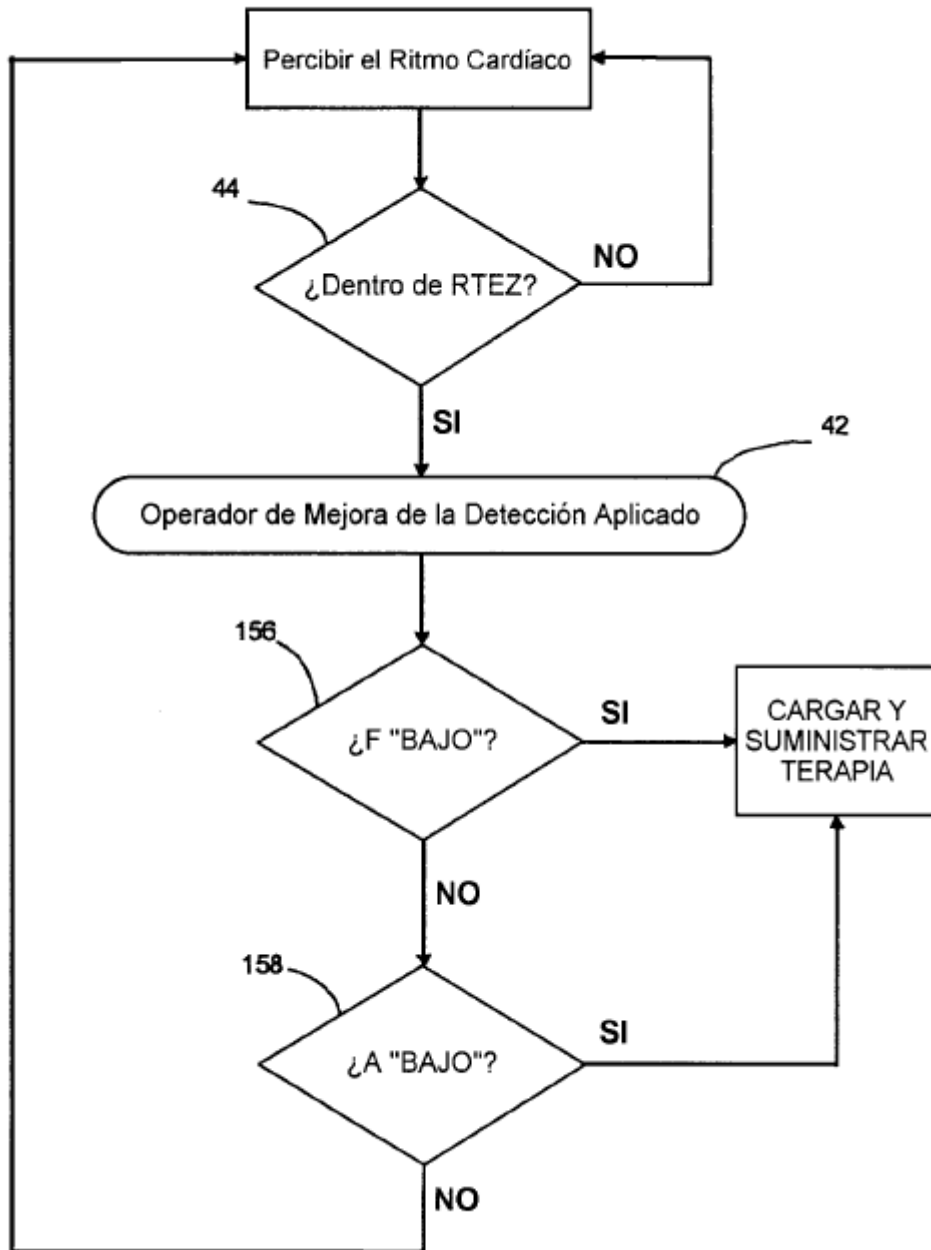 Percibir el Ritmo Cardíaco
44
¿Dentro de RTEZ?
NO
SI
42
Operador de Mejora de la Detección Aplicado
156
¿F "BAJO"?
SI
CARGAR Y
SUMINISTRAR
TERAPIA
NO
158
¿A "BAJO"?
SI
NO